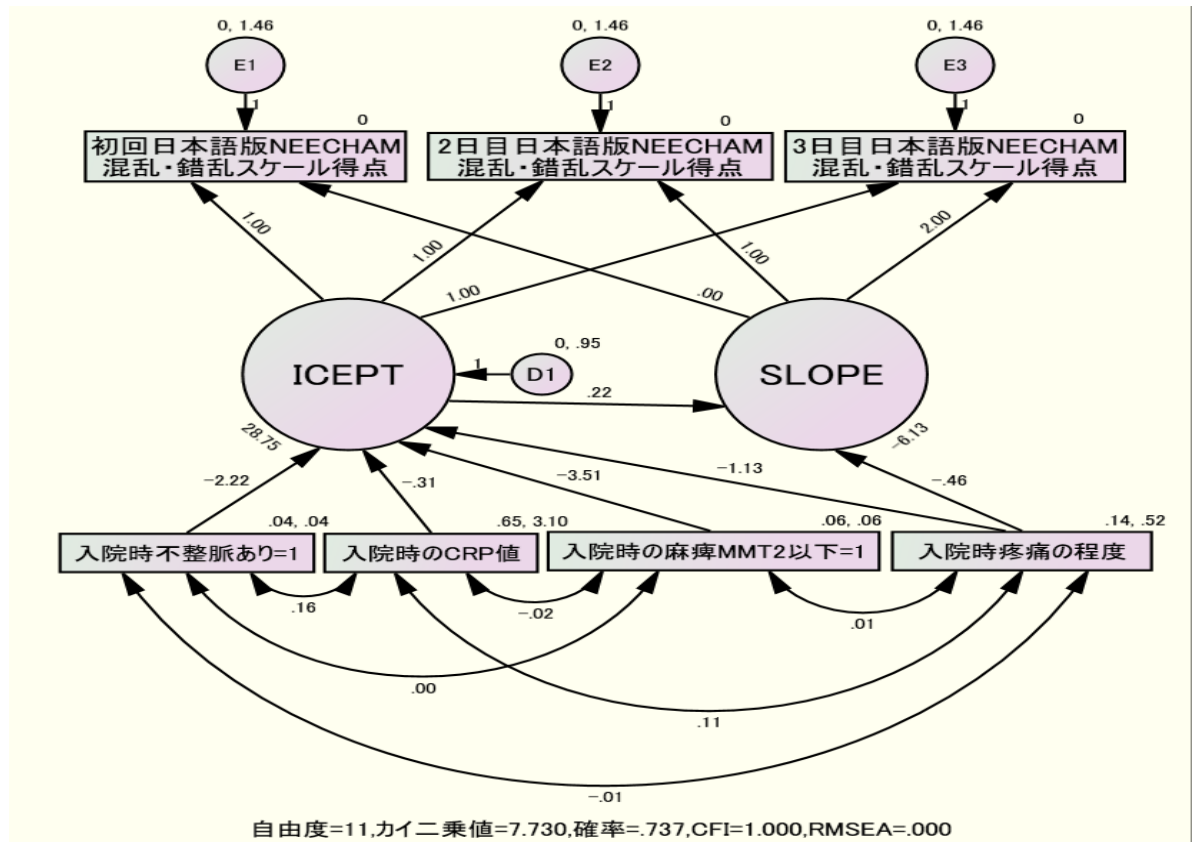 0, 1.46
0, 1.46
0, 1.46
E1
E2
E3
1
1
1
0
0
0
初回日本語版NEECHAM
混乱・錯乱スケール得点
2日目日本語版NEECHAM
混乱・錯乱スケール得点
3日目日本語版NEECHAM
混乱・錯乱スケール得点
1.00
1.00
1.00
.00
1.00
2.00
ICEPT
1
D1
0, .95
SLOPE
.22
28.75
-6.13
-2.22
-.31
-3.51
-1.13
-.46
.04, .04
.65, 3.10
.06, .06
.14, .52
入院時不整脈あり=1
入院時のCRP値
入院時の麻痺MMT2以下=1
入院時疼痛の程度
.16
-.02
.01
.00
.11
-.01
自由度=11,カイ二乗値=7.730,確率=.737,CFI=1.000,RMSEA=.000